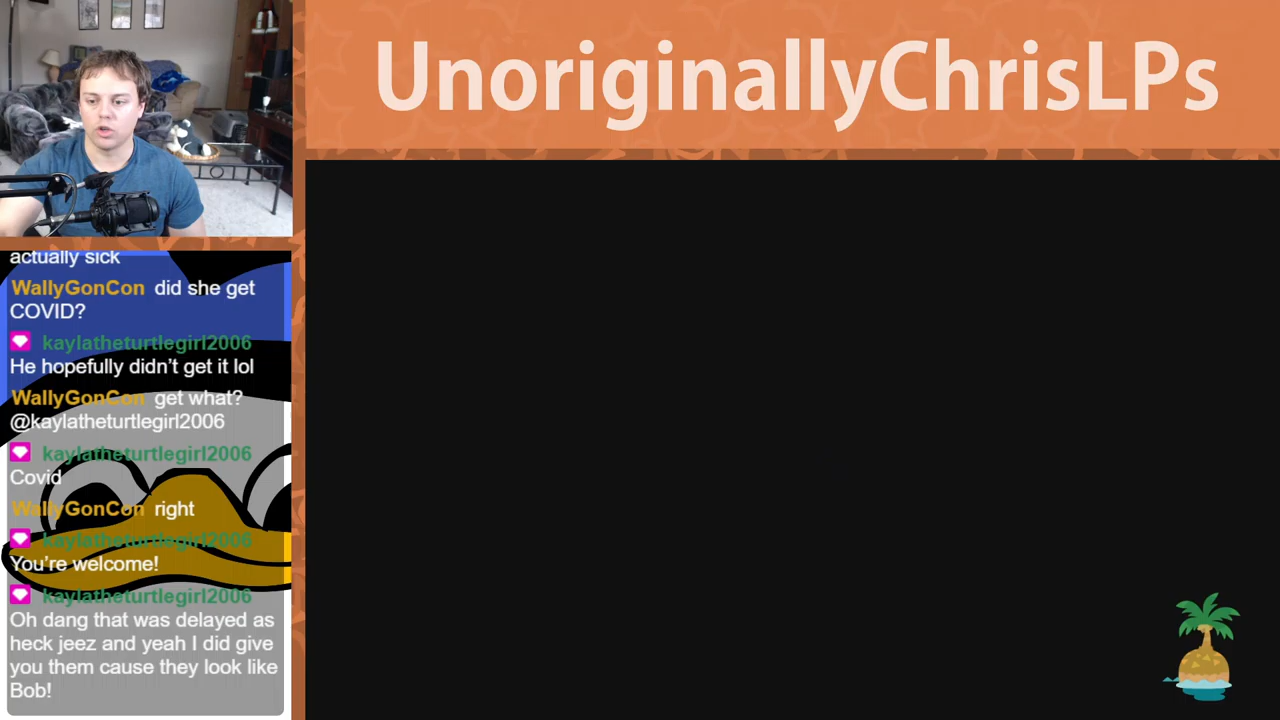 UnoriginallyChrisLPs
actually sick
WallyGonCon did she get
COVID?
kaylatheturtlegirl2006
He hopefully didn't get it lol
WallyGonCon get what?
@kaylatheturtlegirl2006
kaylatheturtlegirl2006
Covid
WallyGonCon right
kaylatheturtlegirl2006
You're welcome!
kaylatheturtlegirl2006
Oh dang that was delayed as
heck jeez and yeah I did give
you them cause they look like
Bob!